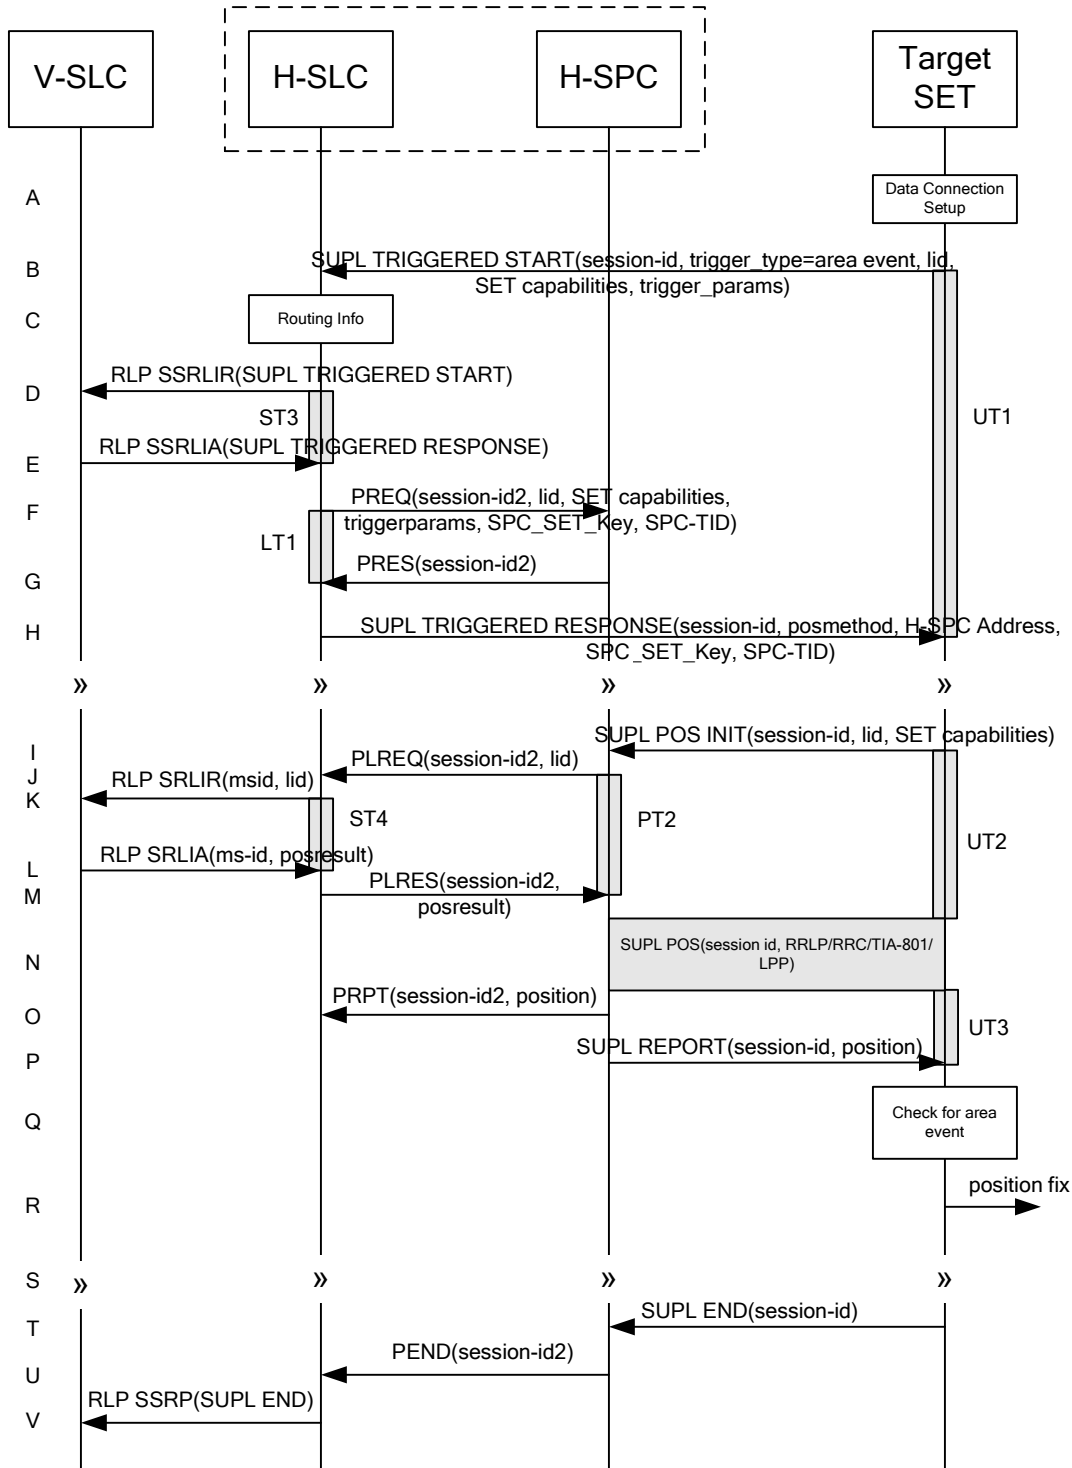 V-SLC
H-SLC
H-SPC
Target
SET
A
Data Connection
Setup
B
SUPL TRIGGERED START(session-id, trigger_type=area event, lid,
SET capabilities, trigger_params)
C
Routing Info
D
RLP SSRLIR(SUPL TRIGGERED START)
ST3
UT1
E
RLP SSRLIA(SUPL TRIGGERED RESPONSE)
F
PREQ(session-id2, lid, SET capabilities,
triggerparams, SPC_SET_Key, SPC-TID)
LT1
G
PRES(session-id2)
H
SUPL TRIGGERED RESPONSE(session-id, posmethod, H-SPC Address,
SPC_SET_Key, SPC-TID)
» » » »
I
SUPL POS INIT(session-id, lid, SET capabilities)
J
PLREQ(session-id2, lid)
K
RLP SRLIR(msid, lid)
ST4
PT2
UT2
L
RLP SRLIA(ms-id, posresult)
M
PLRES(session-id2,
posresult)
N
SUPL POS(session id, RRLP/RRC/TIA-801/
LPP)
O
PRPT(session-id2, position)
UT3
P
SUPL REPORT(session-id, position)
Q
Check for area
event
R
position fix
S
» » » »
T
SUPL END(session-id)
U
PEND(session-id2)
V
RLP SSRP(SUPL END)